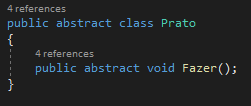 4 references
public abstract class Prato
{
4 references
public abstract void Fazer();
}